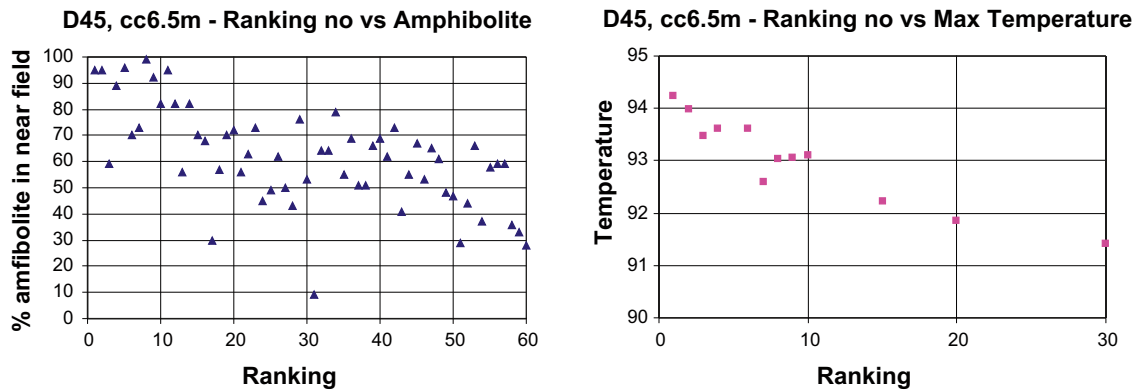 D45, cc6.5m - Ranking no vs Amphibolite
% amfibolite in near field
100
90
80
70
60
50
40
30
20
10
0
0 10 20 30 40 50 60
Ranking
D45, cc6.5m - Ranking no vs Max Temperature
Temperature
95
94
93
92
91
90
0 10 20 30
Ranking